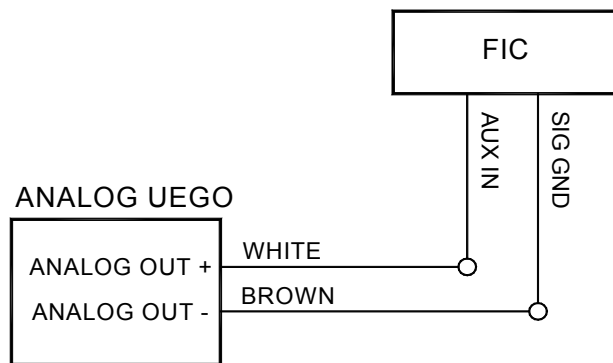 FIC
AUX IN
SIG GND
ANALOG UEGO
ANALOG OUT +
WHITE
ANALOG OUT -
BROWN